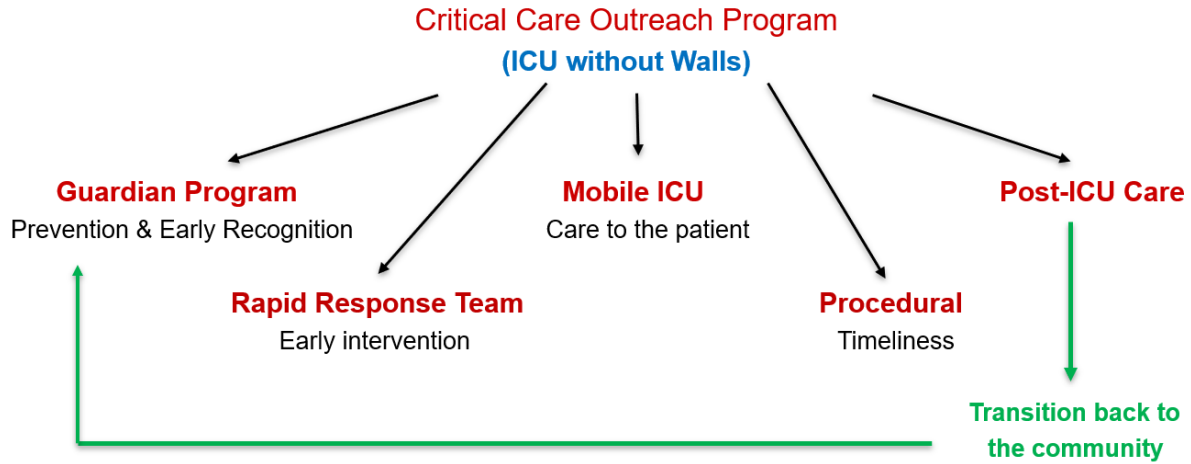 Critical Care Outreach Program
(ICU without Walls)
Guardian Program
Prevention & Early Recognition
Mobile ICU
Care to the patient
Post-ICU Care
Rapid Response Team
Early intervention
Procedural
Timeliness
Transition back to
the community